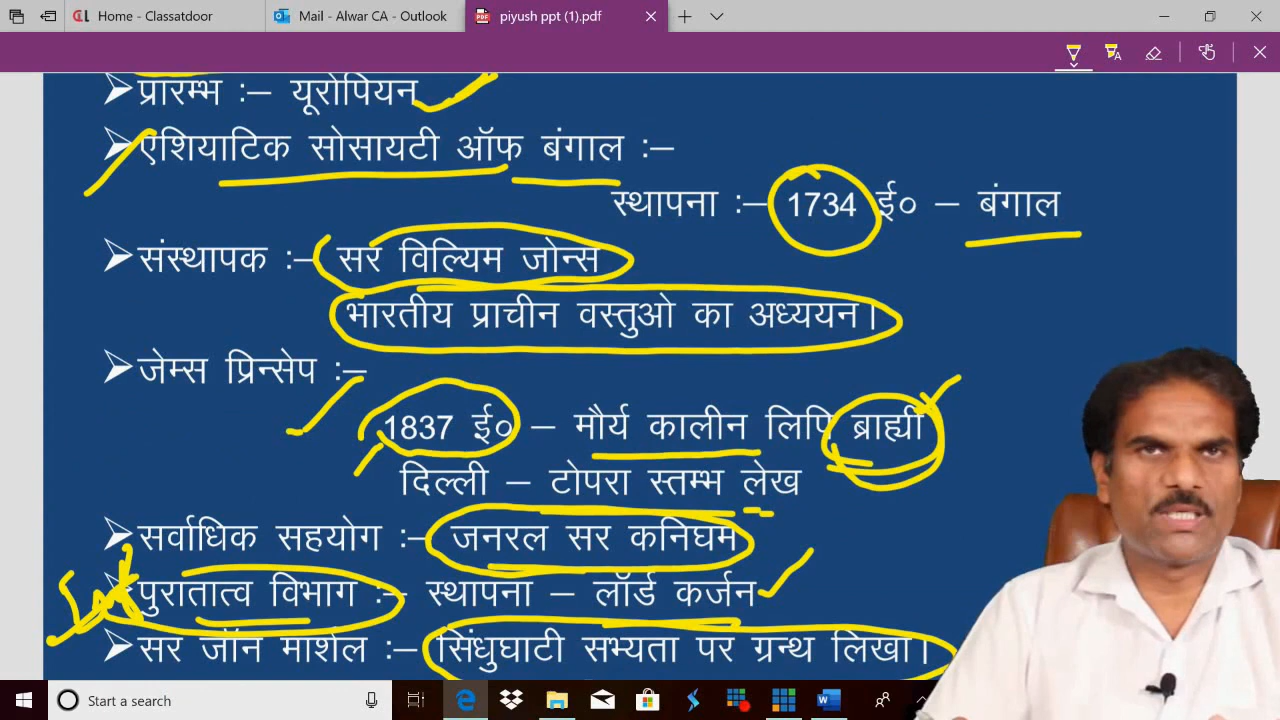 Home - Classatdoor
Mail - Alwar CA - Outlook
piyush ppt (1).pdf
प्रारम्भ :– यूरोपियन
एशियाटिक सोसायटी ऑफ बंगाल :–
स्थापना :– 1734 ई० – बंगाल
संस्थापक :– सर विल्यिम जोन्स
भारतीय प्राचीन वस्तुओ का अध्ययन।
जेम्स प्रिन्सेप :–
1837 ई० – मौर्य कालीन लिपि ब्राह्यी
दिल्ली – टोपरा स्तम्भ लेख
सर्वाधिक सहयोग :– जनरल सर कनिघम
पुरातात्व विभाग :– स्थापना – लॉर्ड कर्जन
सर जॉन मार्शल :– सिंधुघाटी सभ्यता पर ग्रन्थ लिखा।
Start a search